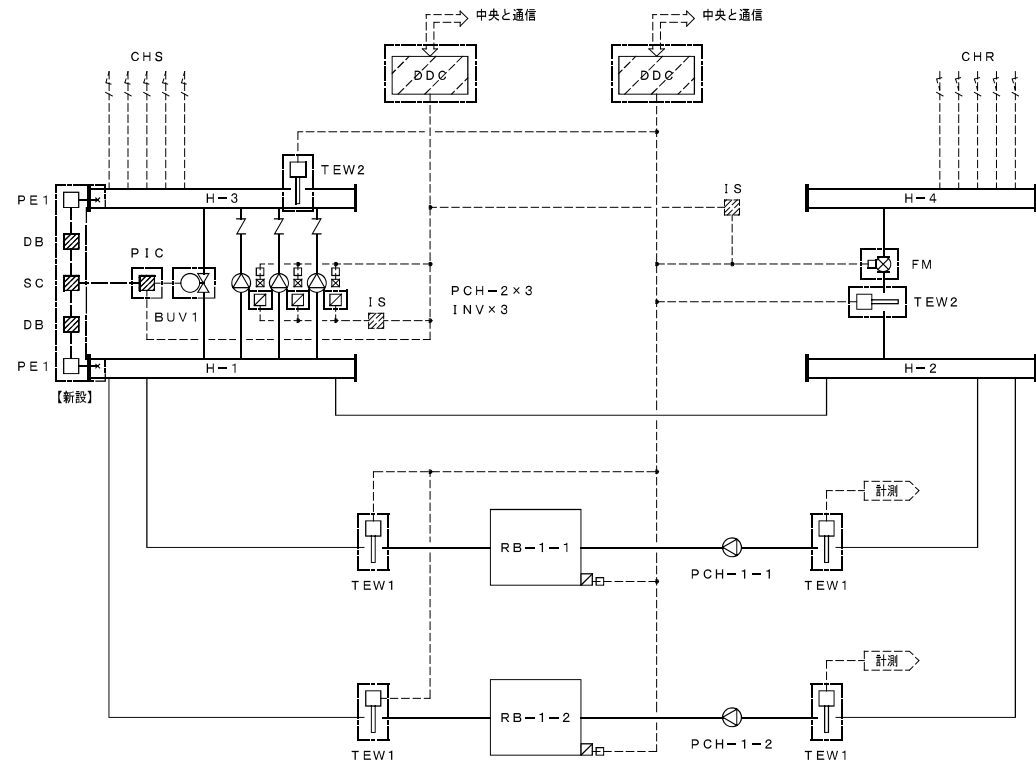 中央と通信
中央と通信
CHS
DDC
DDC
CHR
TEW2
PE1
H-3
IS
H-4
DB
PIC
FM
SC
PCH-2×3
INV×3
IS
TEW2
BUV1
DB
PE1
H-1
H-2
【新設】
計測
RB-1-1
PCH-1-1
TEW1
TEW1
計測
RB-1-2
PCH-1-2
TEW1
TEW1